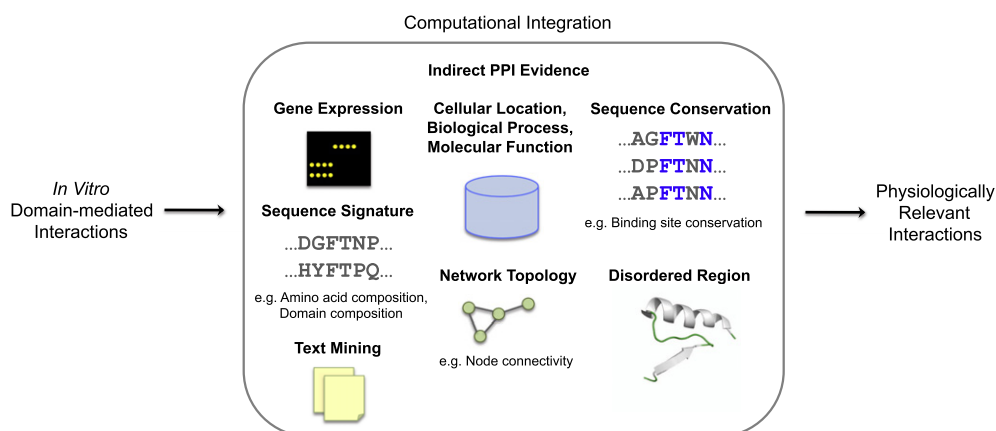 Computational Integration
Indirect PPI Evidence
Gene Expression
Cellular Location,
Biological Process,
Molecular Function
Sequence Conservation
...AGFTWN...
...DPFTNN...
...APFTNN...
e.g. Binding site conservation
In Vitro
Domain-mediated
Interactions
Sequence Signature
...DGFTNP...
...HYFTPQ...
e.g. Amino acid composition,
Domain composition
Network Topology
e.g. Node connectivity
Disordered Region
Text Mining
Physiologically
Relevant
Interactions